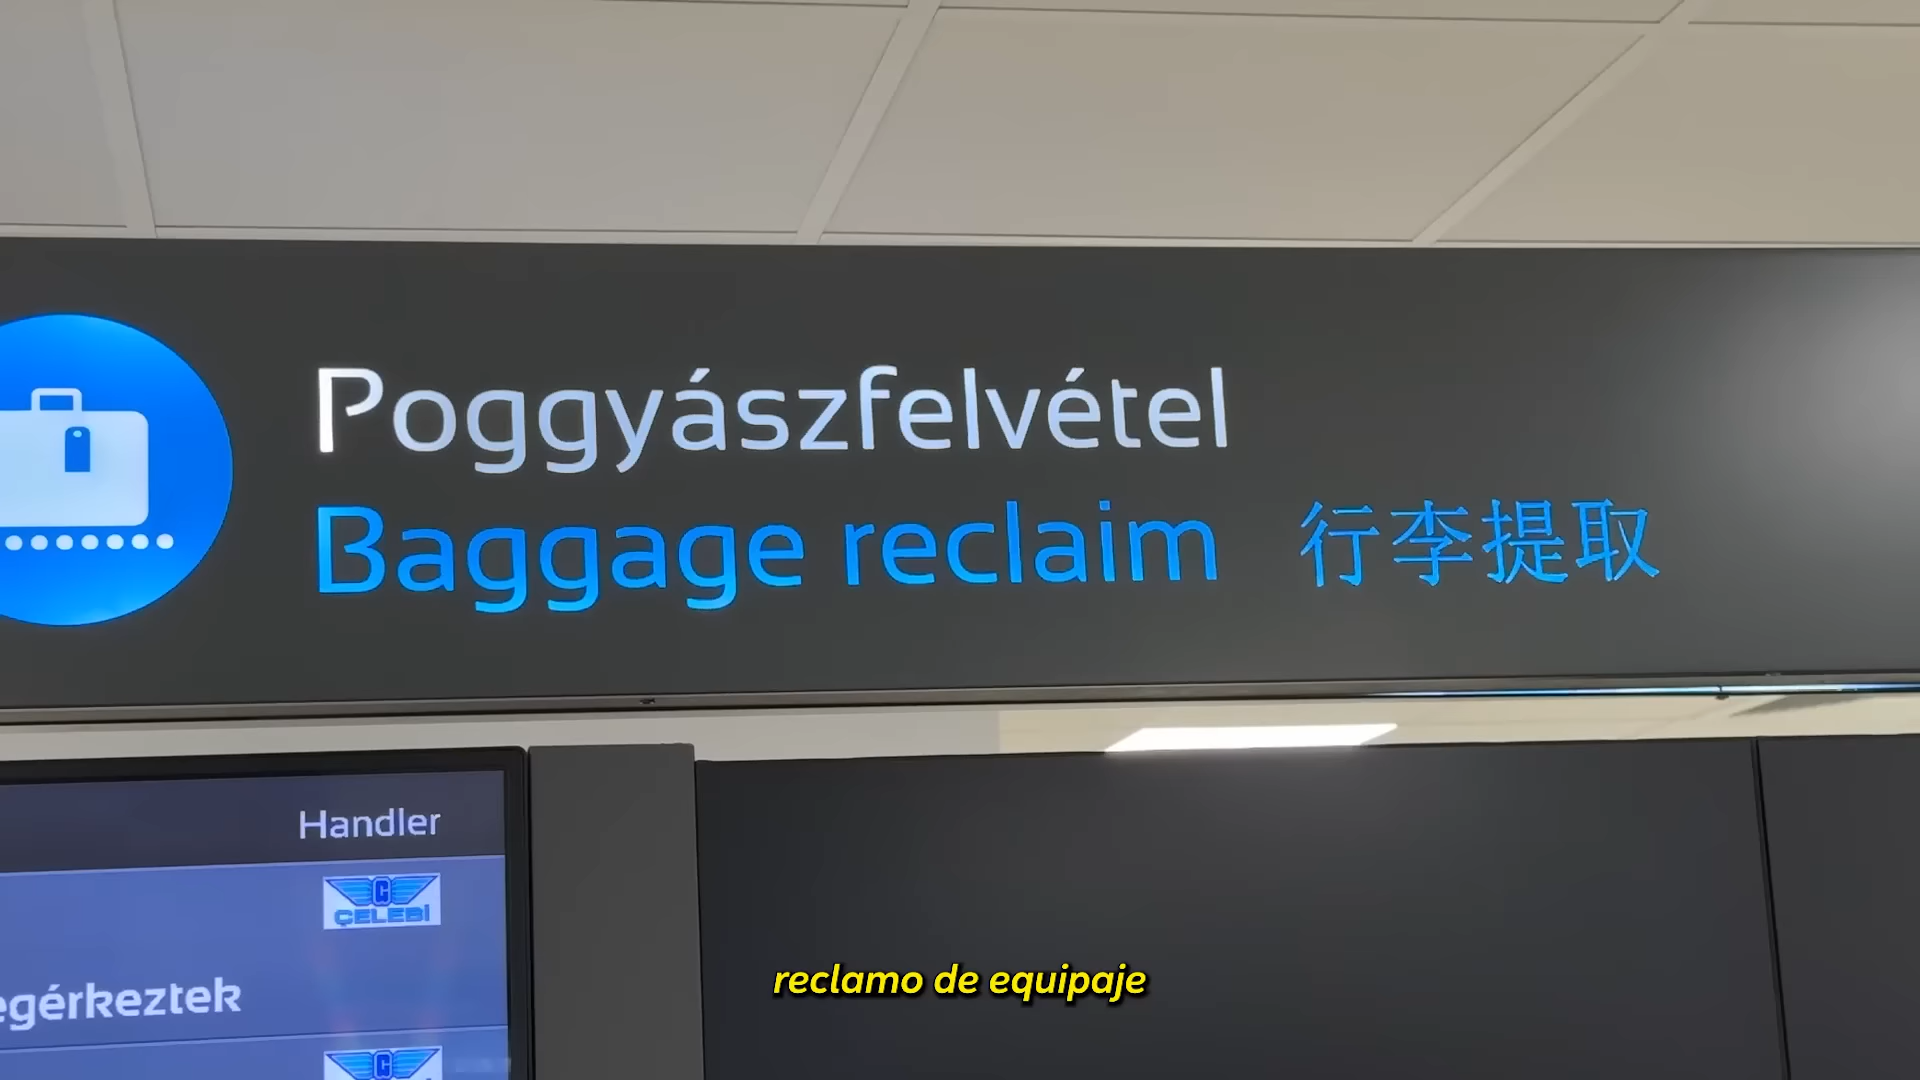 Poggyászfelvétel
Baggage reclaim 行李提取
Handler
ÇELEBİ
egérkeztek
reclamo de equipaje